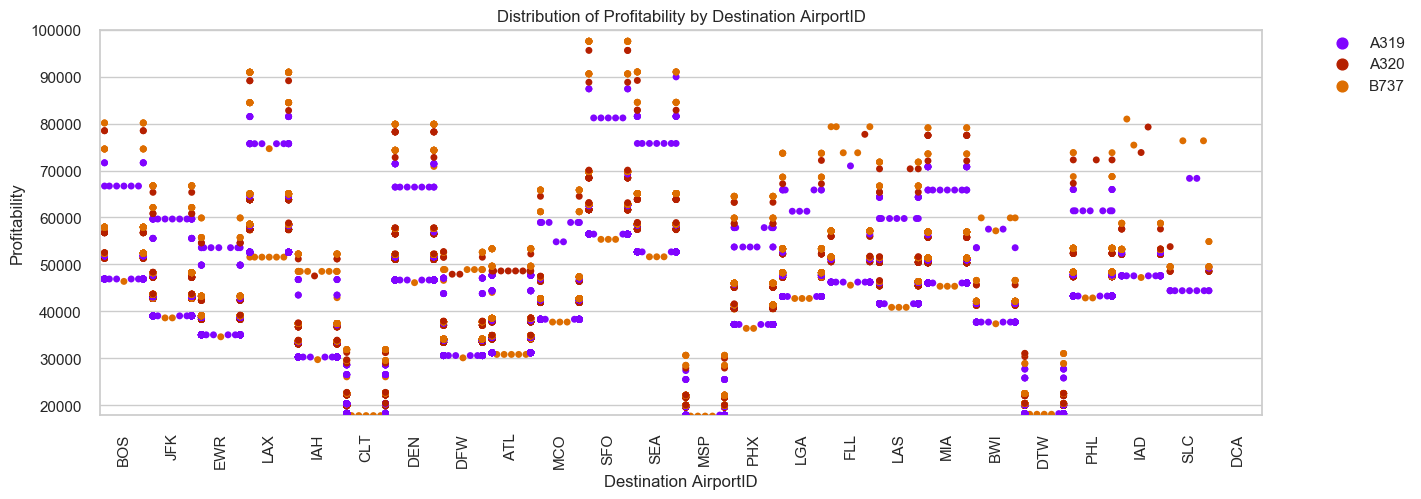 Distribution of Profitability by Destination AirportID
A319
A320
B737
Profitability
100000
90000
80000
70000
60000
50000
40000
30000
20000
BOS
JFK
EWR
LAX
IAH
CLT
DEN
DFW
ATL
MCO
SFO
SEA
MSP
PHX
LGA
FLL
LAS
MIA
BWI
DTW
PHL
IAD
SLC
DCA
Destination AirportID